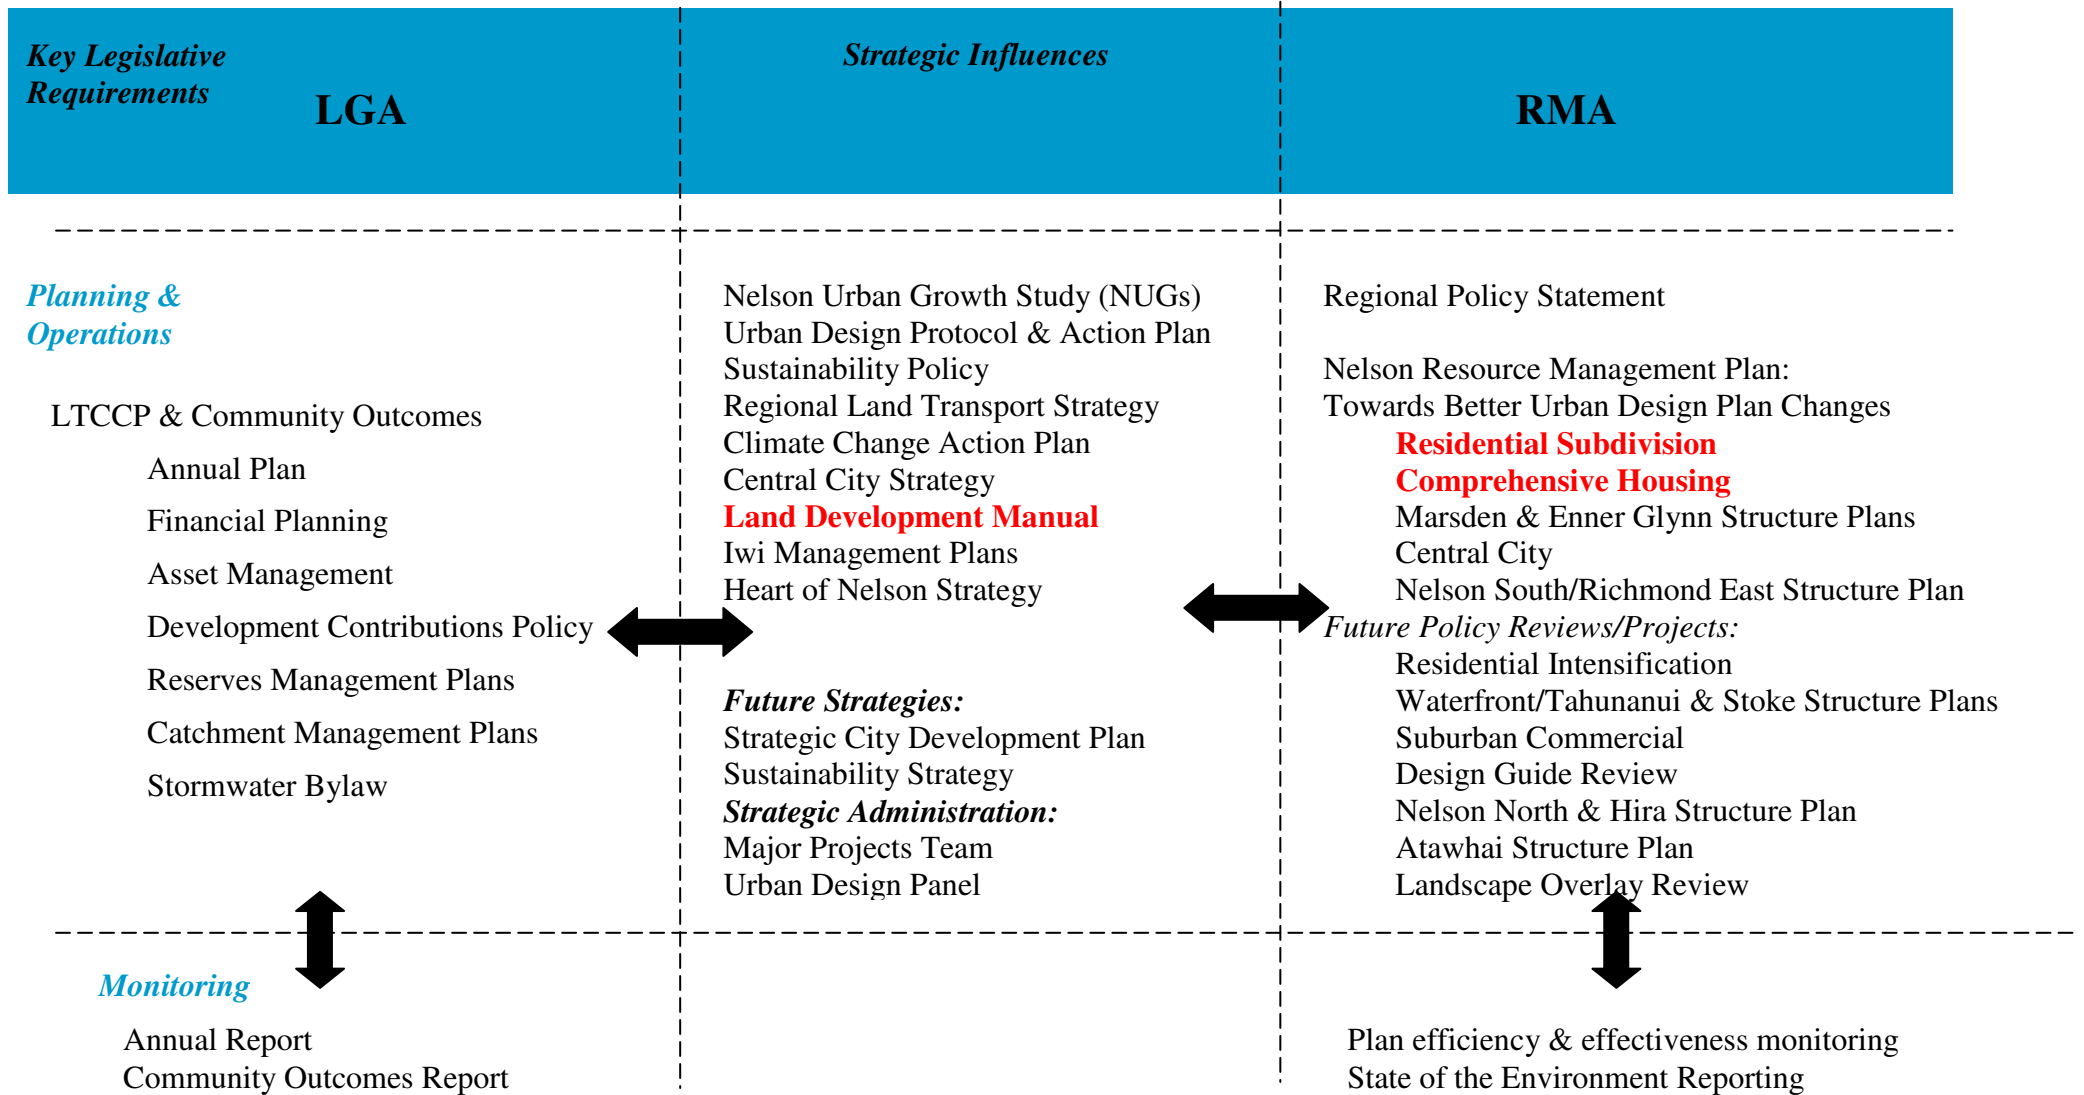 Key Legislative
Requirements
LGA
Strategic Influences
RMA
Planning &
Operations
LTCCP & Community Outcomes
Annual Plan
Financial Planning
Asset Management
Development Contributions Policy
Reserves Management Plans
Catchment Management Plans
Stormwater Bylaw
Nelson Urban Growth Study (NUGs)
Urban Design Protocol & Action Plan
Sustainability Policy
Regional Land Transport Strategy
Climate Change Action Plan
Central City Strategy
Land Development Manual
Iwi Management Plans
Heart of Nelson Strategy
Future Strategies:
Strategic City Development Plan
Sustainability Strategy
Strategic Administration:
Major Projects Team
Urban Design Panel
Regional Policy Statement
Nelson Resource Management Plan:
Towards Better Urban Design Plan Changes
Residential Subdivision
Comprehensive Housing
Marsden & Enner Glynn Structure Plans
Central City
Nelson South/Richmond East Structure Plan
Future Policy Reviews/Projects:
Residential Intensification
Waterfront/Tahunanui & Stoke Structure Plans
Suburban Commercial
Design Guide Review
Nelson North & Hira Structure Plan
Atawhai Structure Plan
Landscape Overlay Review
Monitoring
Annual Report
Community Outcomes Report
Plan efficiency & effectiveness monitoring
State of the Environment Reporting